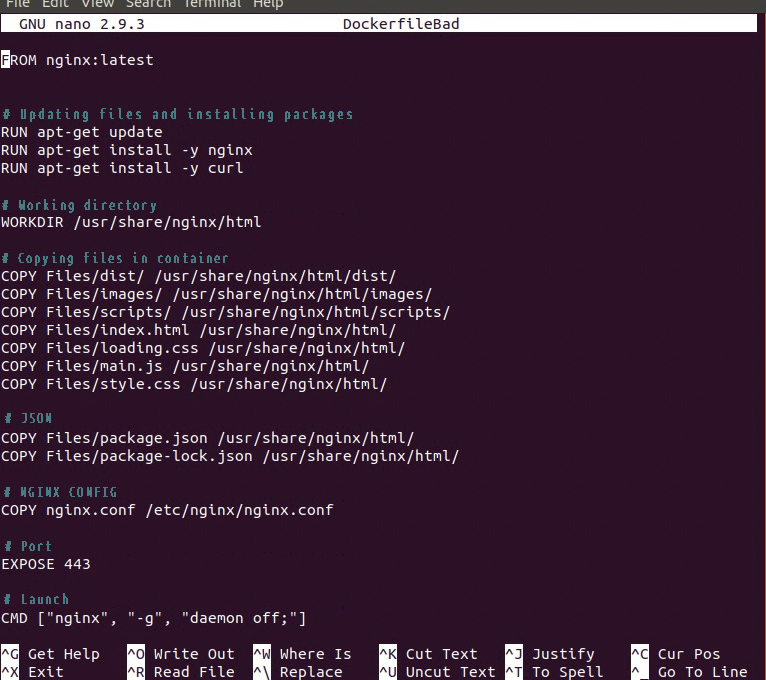 File Edit View Search Terminal Help
GNU nano 2.9.3 DockerfileBad
FROM nginx:latest
# Updating files and installing packages
RUN apt-get update
RUN apt-get install -y nginx
RUN apt-get install -y curl
# Working directory
WORKDIR /usr/share/nginx/html
# Copying files in container
COPY Files/dist/ /usr/share/nginx/html/dist/
COPY Files/images/ /usr/share/nginx/html/images/
COPY Files/scripts/ /usr/share/nginx/html/scripts/
COPY Files/index.html /usr/share/nginx/html/
COPY Files/loading.css /usr/share/nginx/html/
COPY Files/main.js /usr/share/nginx/html/
COPY Files/style.css /usr/share/nginx/html/
# JSON
COPY Files/package.json /usr/share/nginx/html/
COPY Files/package-lock.json /usr/share/nginx/html/
# NGINX CONFIG
COPY nginx.conf /etc/nginx/nginx.conf
# Port
EXPOSE 443
# Launch
CMD ["nginx", "-g", "daemon off;"]
^G Get Help ^O Write Out ^W Where Is ^K Cut Text ^J Justify ^C Cur Pos
^X Exit ^R Read File ^\ Replace ^U Uncut Text ^T To Spell ^_ Go To Line